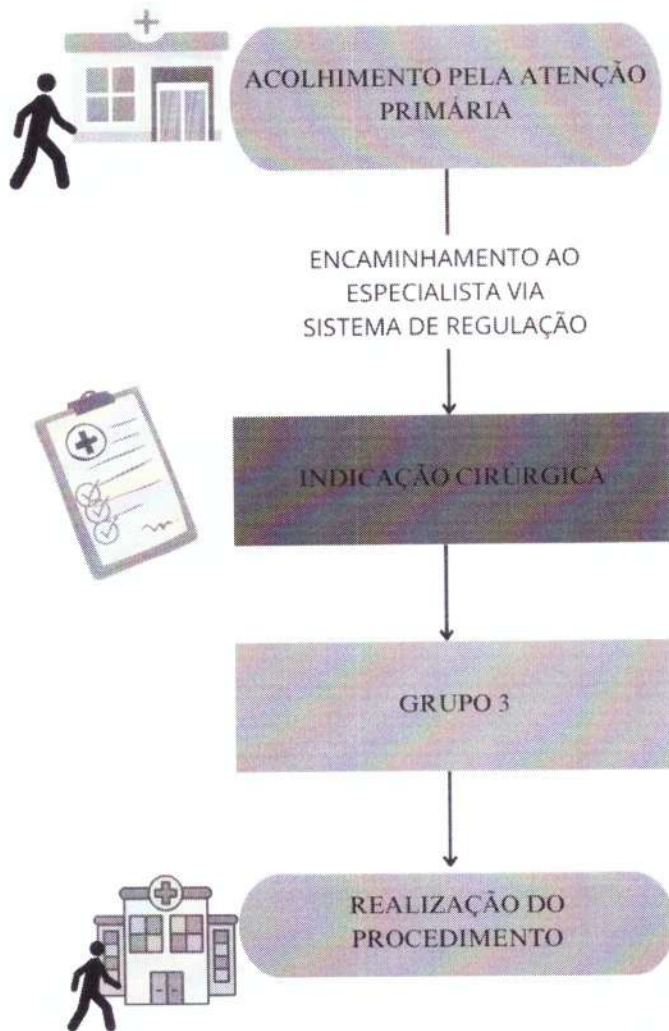 ACOLHIMENTO PELA ATENÇÃO
PRIMÁRIA
ENCAMINHAMENTO AO
ESPECIALISTA VIA
SISTEMA DE REGULAÇÃO
INDICAÇÃO CIRÚRGICA
GRUPO 3
REALIZAÇÃO DO
PROCEDIMENTO